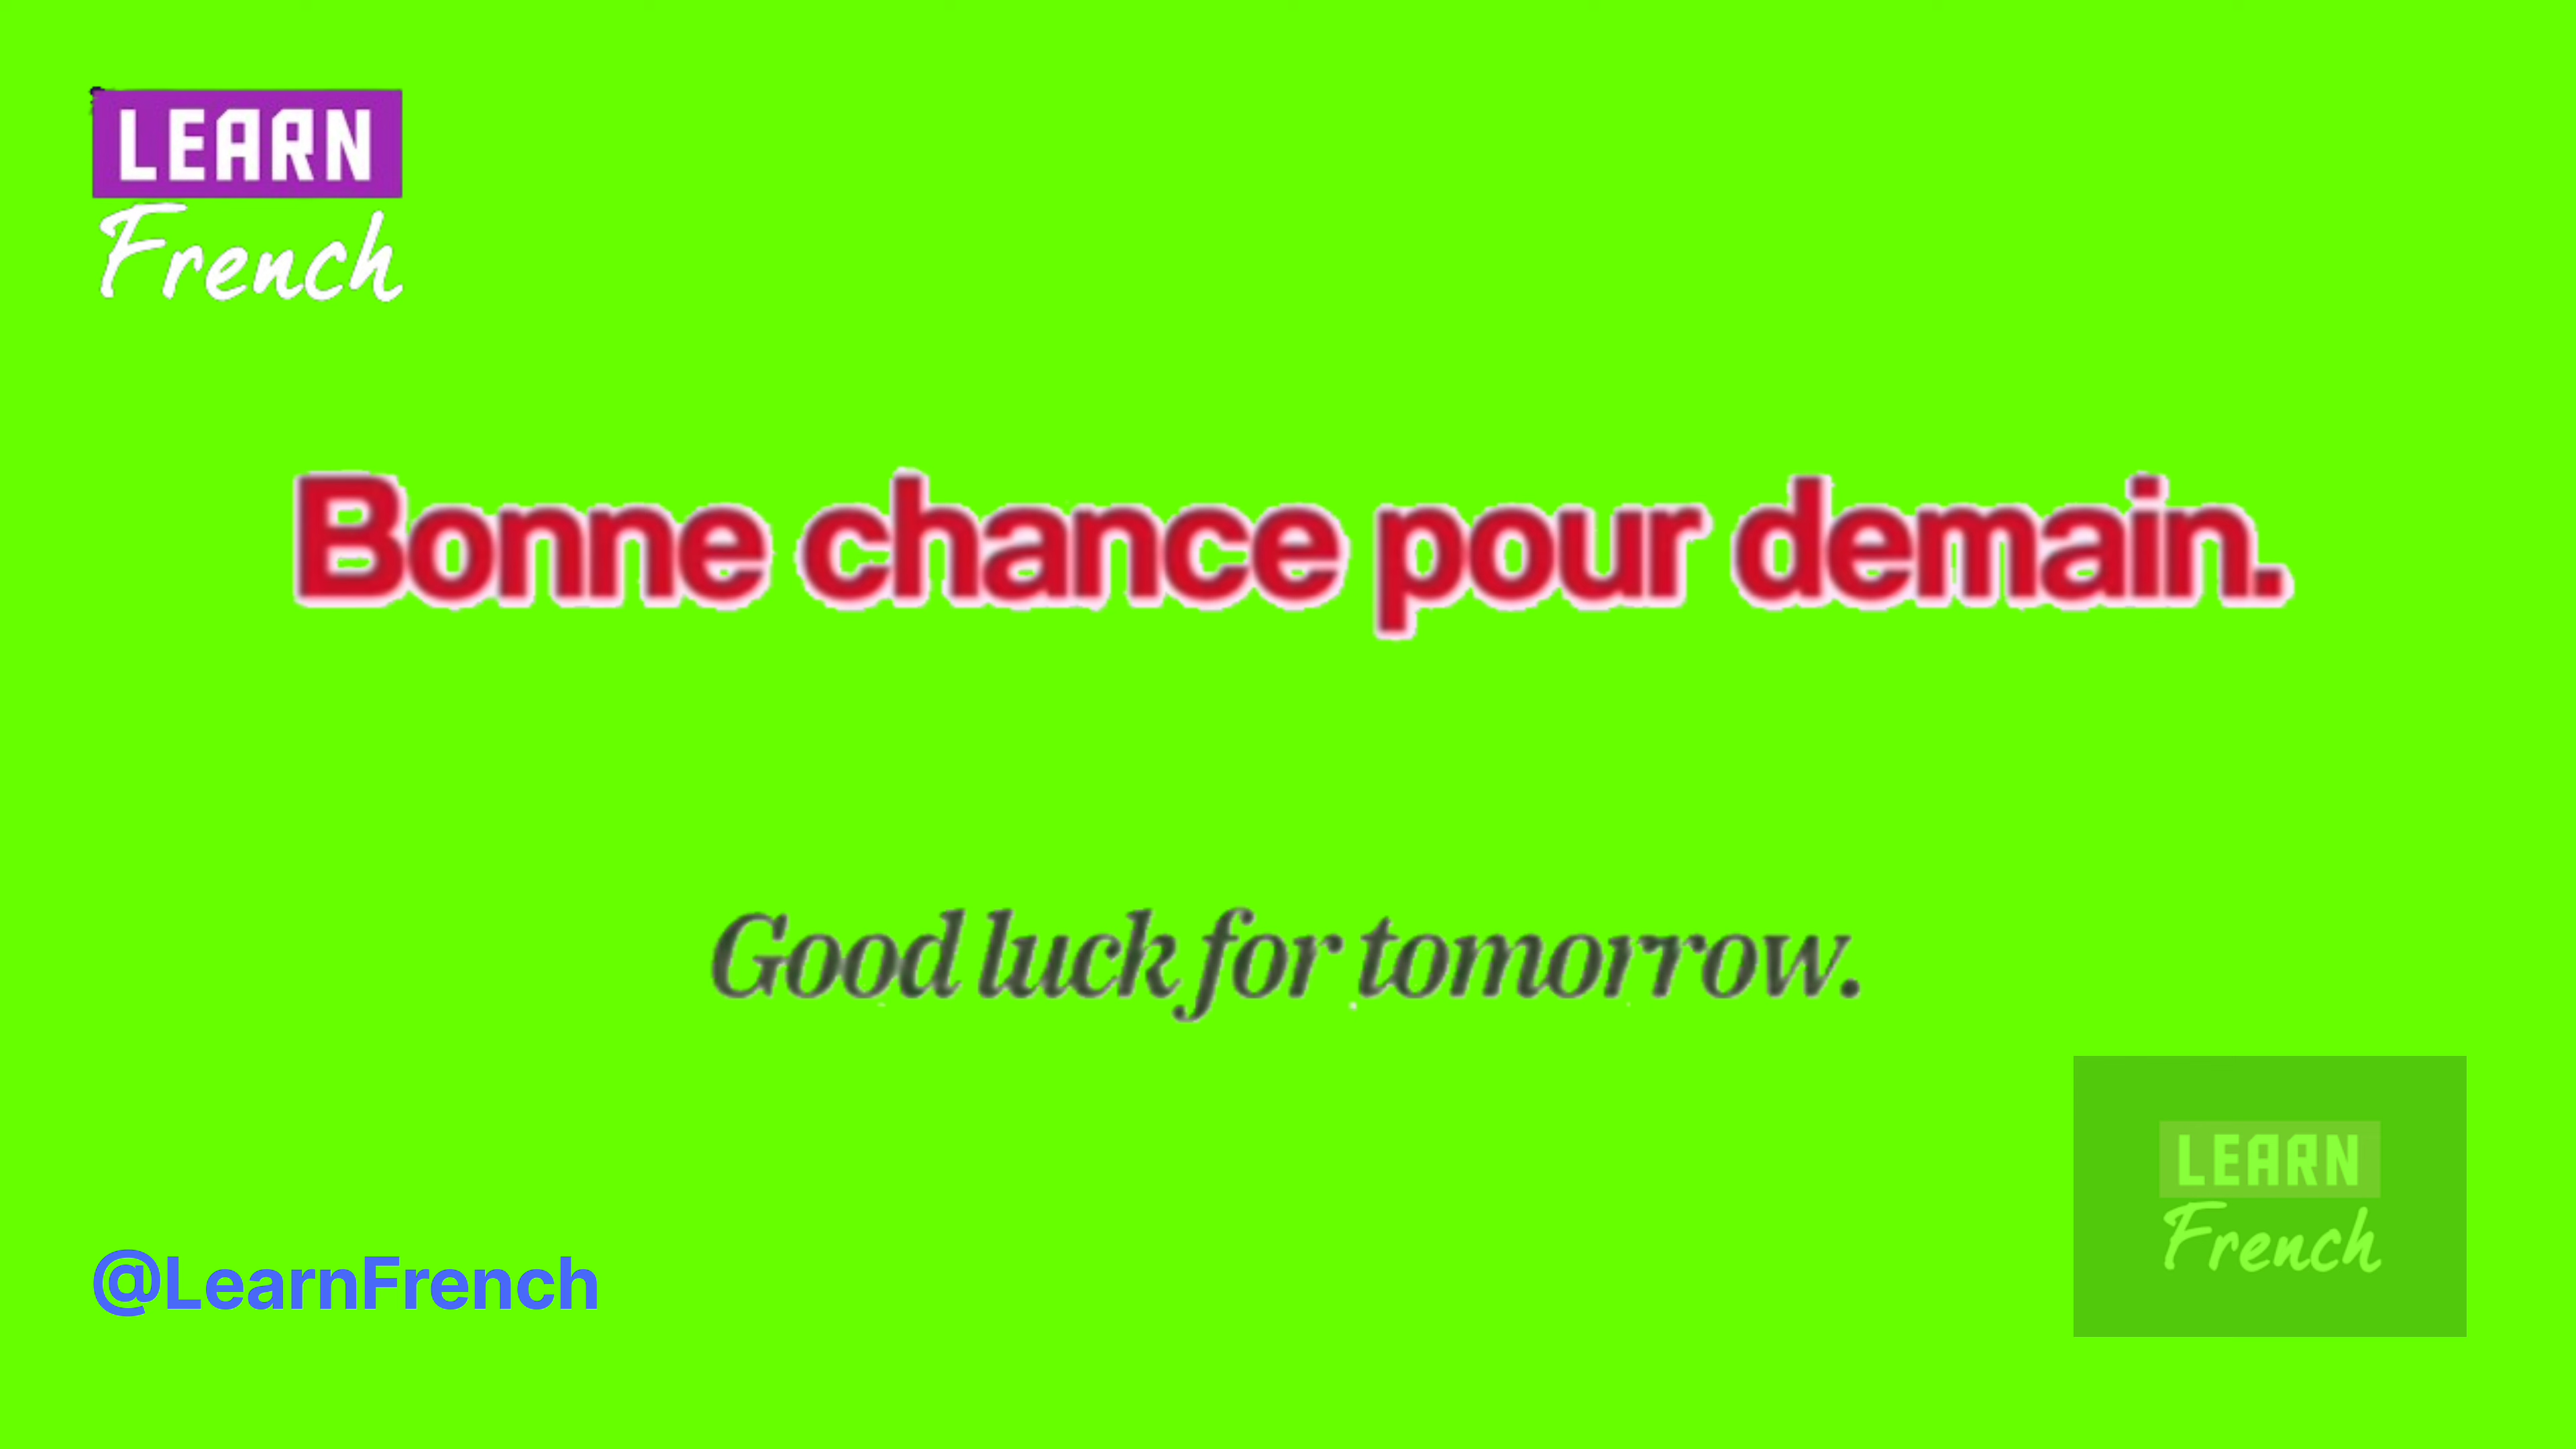 LEARN
French
Bonne chance pour demain.
Good luck for tomorrow.
LEARN
French
@LearnFrench